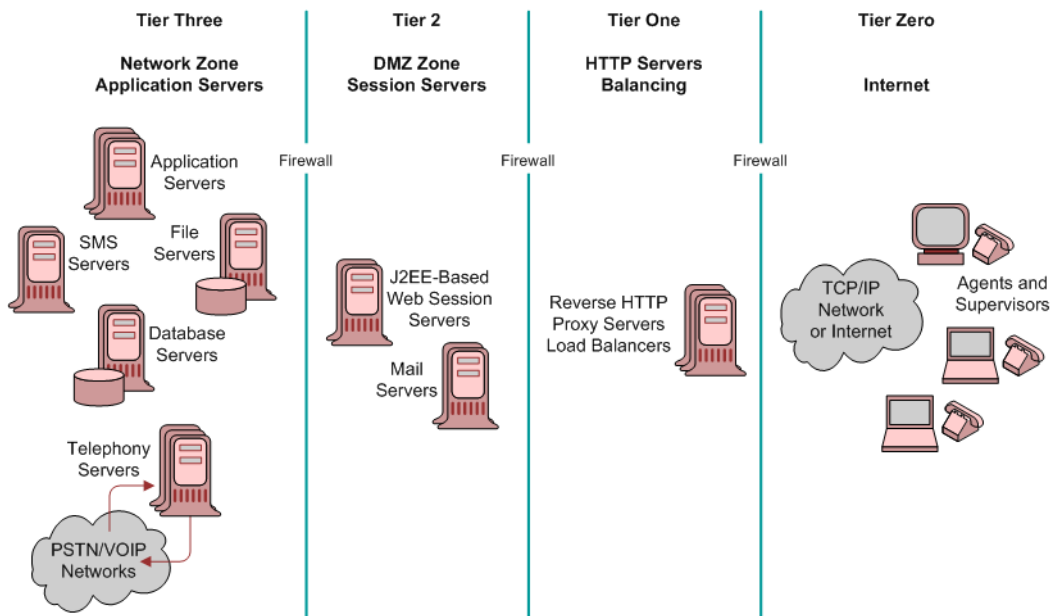 Tier Three
Tier 2
Tier One
Tier Zero
Network Zone
Application Servers
DMZ Zone
Session Servers
HTTP Servers
Balancing
Internet
Firewall
Firewall
Firewall
Application
Servers
SMS
Servers
File
Servers
Database
Servers
Telephony
Servers
PSTN/VOIP
Networks
J2EE-Based
Web Session
Servers
Mail
Servers
Reverse HTTP
Proxy Servers
Load Balancers
TCP/IP
Network
or Internet
Agents and
Supervisors